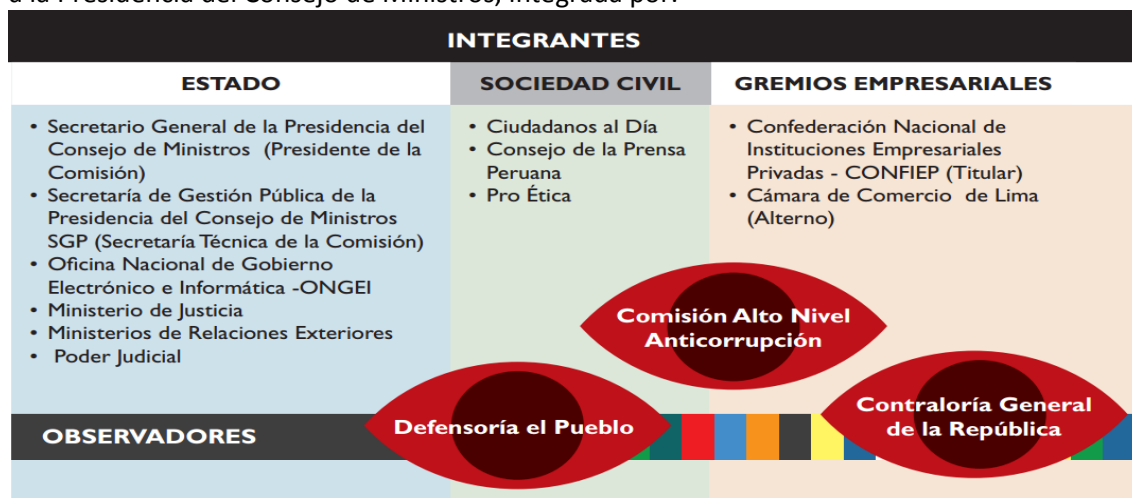 a la Presidencia del Consejo de Ministros, integrada por:
INTEGRANTES
ESTADO
• Secretario General de la Presidencia del
Consejo de Ministros (Presidente de la
Comisión)
• Secretaría de Gestión Pública de la
Presidencia del Consejo de Ministros
SGP (Secretaría Técnica de la Comisión)
• Oficina Nacional de Gobierno
Electrónico e Informática -ONGEI
• Ministerio de Justicia
• Ministerios de Relaciones Exteriores
• Poder Judicial
SOCIEDAD CIVIL
• Ciudadanos al Día
• Consejo de la Prensa
Peruana
• Pro Ética
GREMIOS EMPRESARIALES
• Confederación Nacional de
Instituciones Empresariales
Privadas - CONFIEP (Titular)
• Cámara de Comercio de Lima
(Alterno)
OBSERVADORES
Defensoría el Pueblo
Comisión Alto Nivel
Anticorrupción
Contraloría General
de la República